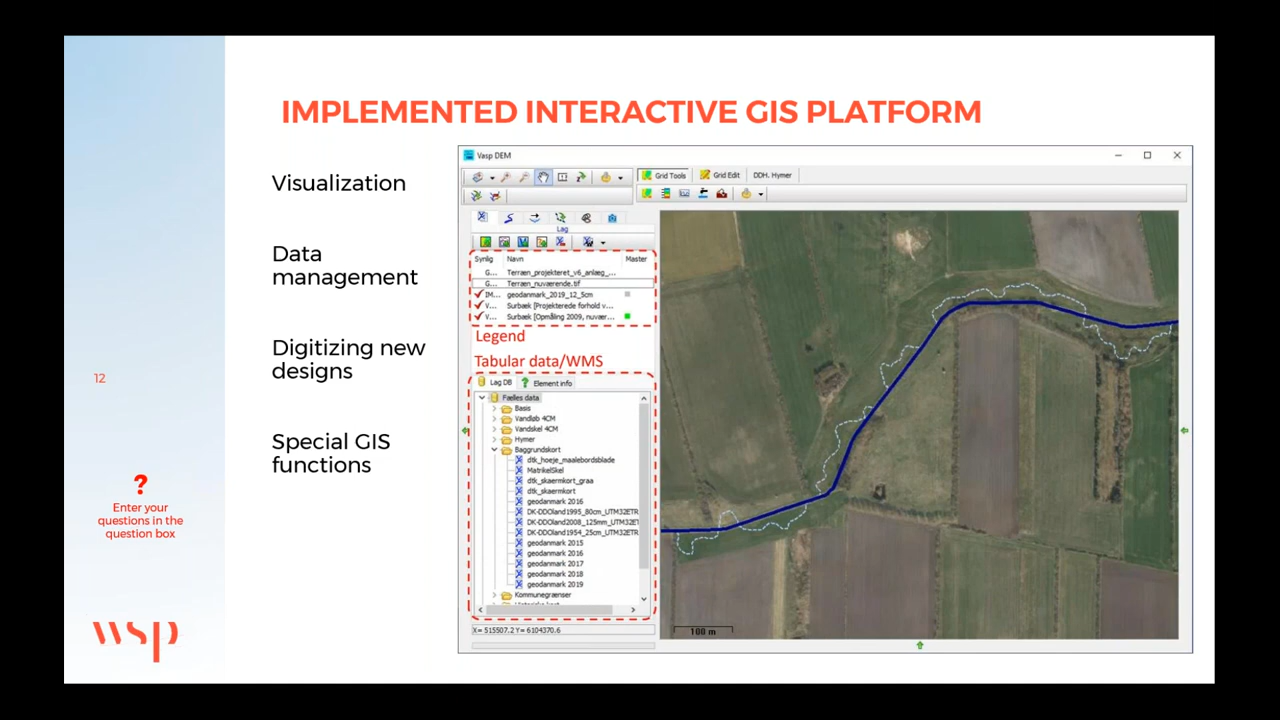 IMPLEMENTED INTERACTIVE GIS PLATFORM
Visualization
Data
management
Digitizing new
designs
Special GIS
functions
12
?
Enter your
questions in the
question box
wsp
Vasp DEM
Grid Tools
Grid Edit
DDH. Hymer
Lag
Synlig Navn Master
G... Terræn_projekteret_v6_anlæg_...
G... Terræn_nuværende.tif
IM... geodanmark_2019_12_5cm
V... Surbæk [Projekterede forhold v...
V... Surbæk [Opmåling 2009, nuvær...
Legend
Tabular data/WMS
Lag DB ? Element info
Fælles data
Basis
Vandløb 4CM
Vandskel 4CM
Hymer
Baggrundskort
dtk_hoeje_maalebordsblade
MatrikelSkel
dtk_skaermkort_graa
dtk_skaermkort
geodanmark 2016
DK-DDOland1995_80cm_UTM32ETR
DK-DDOland2008_125mm_UTM32ET
DK-DDOland1954_25cm_UTM32ETR
geodanmark 2015
geodanmark 2016
geodanmark 2017
geodanmark 2018
geodanmark 2019
Kommunegrænser
X= 515507.2 Y= 6104370.6
100 m